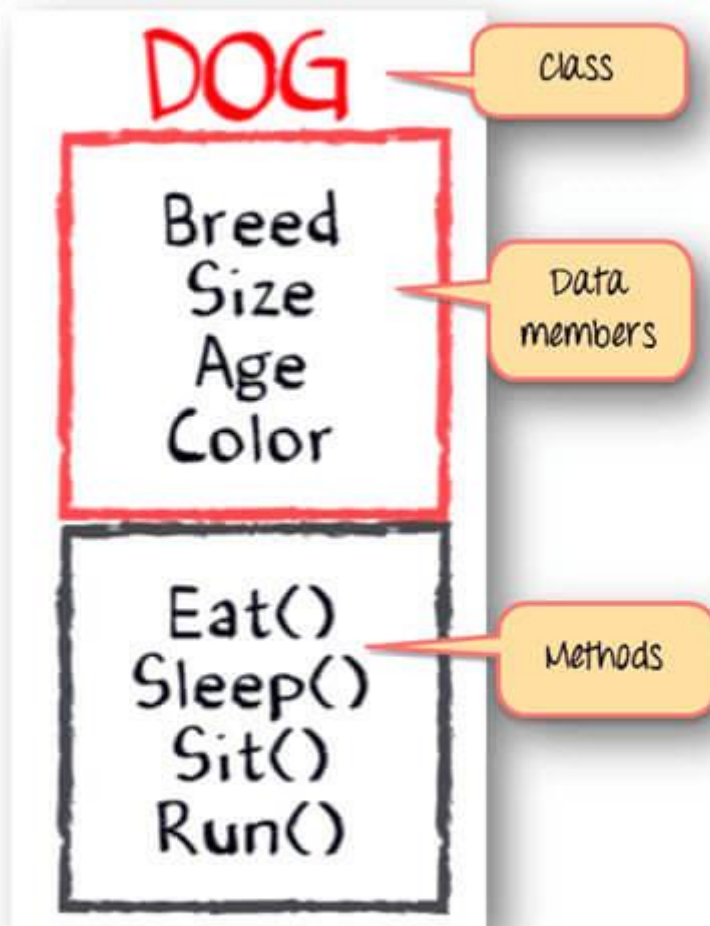 DOG
Class
Breed
Size
Age
Color
Data
members
Eat()
Sleep()
Sit()
Run()
Methods